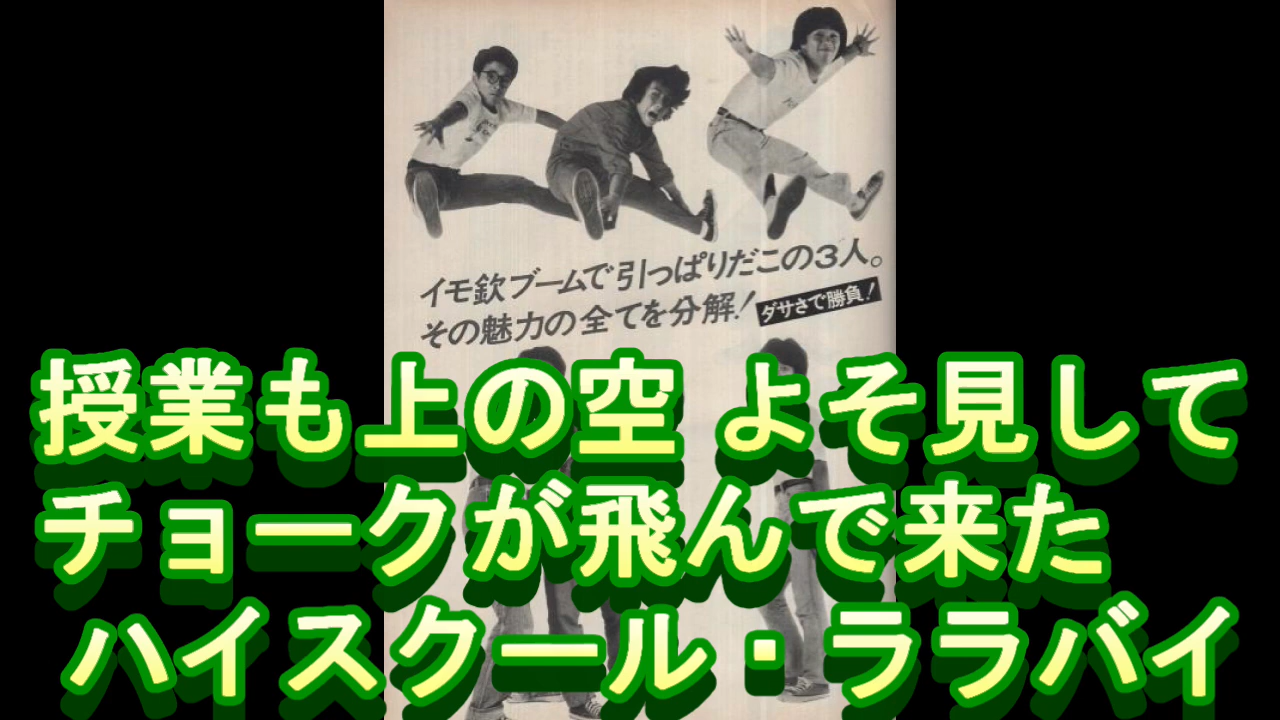 イモ欽ブームで引っぱりだこの3人。
その魅力の全てを分解!
ダサさで勝負!
授業も上の空 よそ見して
チョークが飛んで来た
ハイスクール・ララバイ